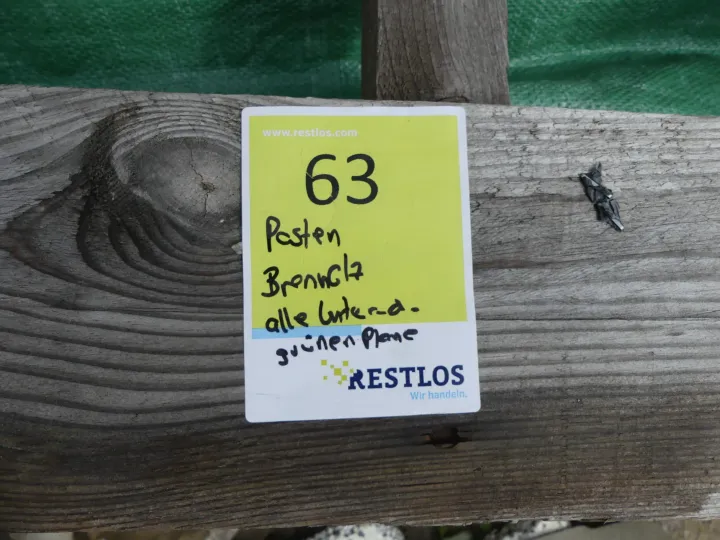 www.restlos.com
63
Posten
Brennholz
alle unter d.
grünen Plane
RESTLOS
Wir handeln.